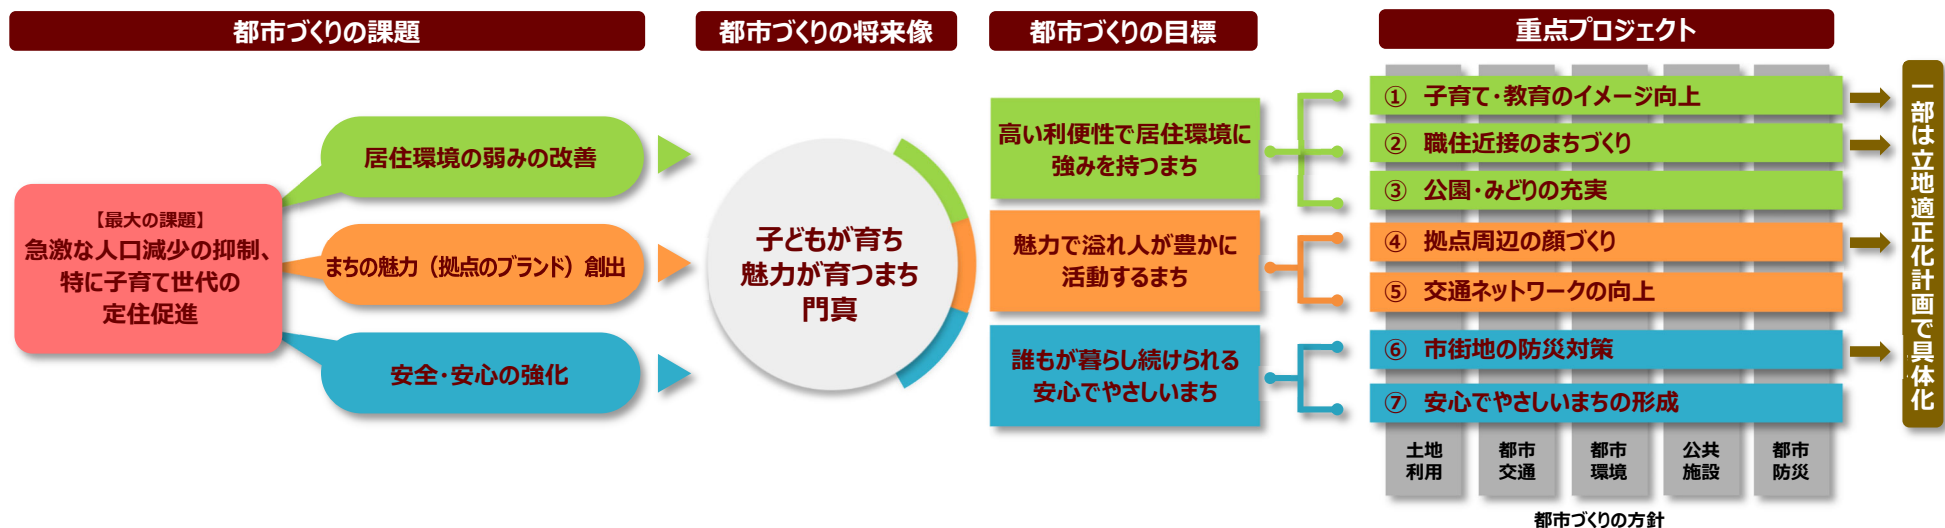 都市づくりの課題
都市づくりの将来像
都市づくりの目標
重点プロジェクト
【最大の課題】
急激な人口減少の抑制、
特に子育て世代の
定住促進
居住環境の弱みの改善
まちの魅力（拠点のブランド）創出
安全・安心の強化
子どもが育ち
魅力が育つまち
門真
高い利便性で居住環境に
強みを持つまち
魅力で溢れ人が豊かに
活動するまち
誰もが暮らし続けられる
安心でやさしいまち
① 子育て・教育のイメージ向上
② 職住近接のまちづくり
③ 公園・みどりの充実
④ 拠点周辺の顔づくり
⑤ 交通ネットワークの向上
⑥ 市街地の防災対策
⑦ 安心でやさしいまちの形成
土地
利用
都市
交通
都市
環境
公共
施設
都市
防災
都市づくりの方針
一部は立地適正化計画で具体化